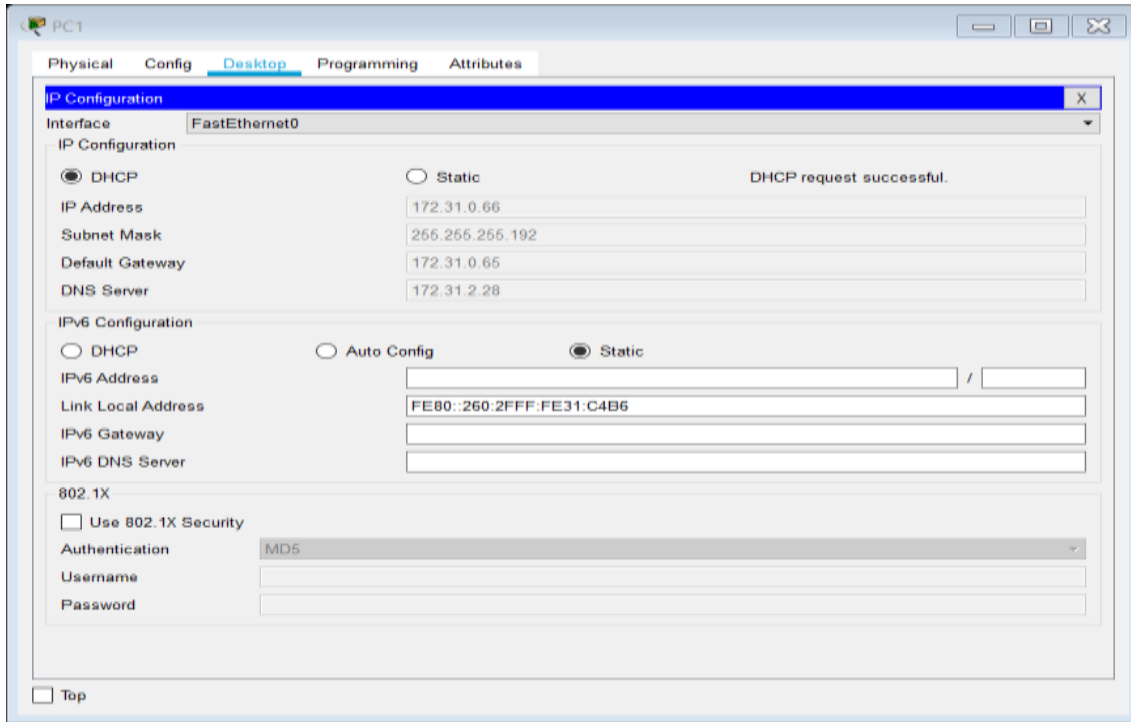 PC1
Physical Config Desktop Programming Attributes
IP Configuration X
Interface FastEthernet0
IP Configuration
DHCP Static DHCP request successful.
IP Address 172.31.0.66
Subnet Mask 255.255.255.192
Default Gateway 172.31.0.65
DNS Server 172.31.2.28
IPv6 Configuration
DHCP Auto Config Static
IPv6 Address /
Link Local Address FE80::260:2FFF:FE31:C4B6
IPv6 Gateway
IPv6 DNS Server
802.1X
Use 802.1X Security
Authentication MD5
Username
Password
Top